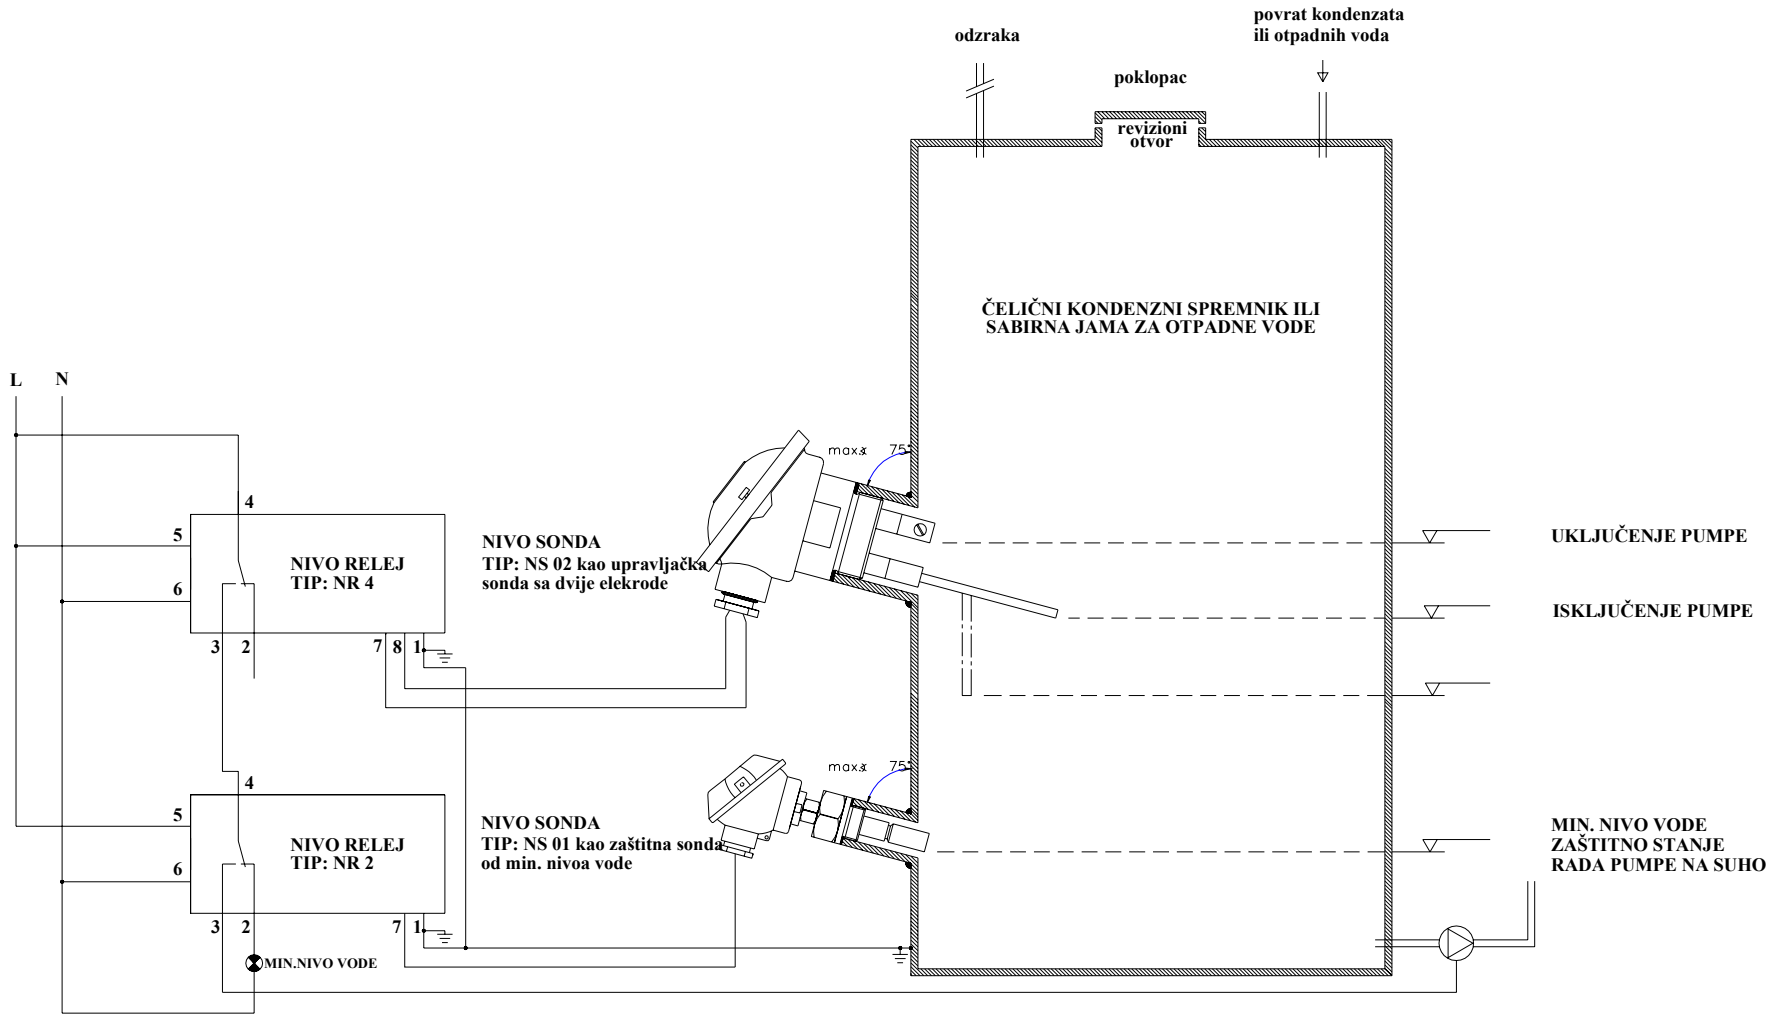 povrat kondenzata
ili otpadnih voda
odzraka
poklopac
revizioni
otvor
ČELIČNI KONDENZNI SPREMNIK ILI
SABIRNA JAMA ZA OTPADNE VODE
L
N
max.
75°
4
5
6
NIVO RELEJ
TIP: NR 4
3
2
7
8
1
NIVO SONDA
TIP: NS 02 kao upravljačka
sonda sa dvije elekrode
UKLJUČENJE PUMPE
ISKLJUČENJE PUMPE
max.
75°
4
5
6
NIVO RELEJ
TIP: NR 2
3
2
7
1
NIVO SONDA
TIP: NS 01 kao zaštitna sonda
od min. nivoa vode
MIN. NIVO VODE
ZAŠTITNO STANJE
RADA PUMPE NA SUHO
MIN.NIVO VODE